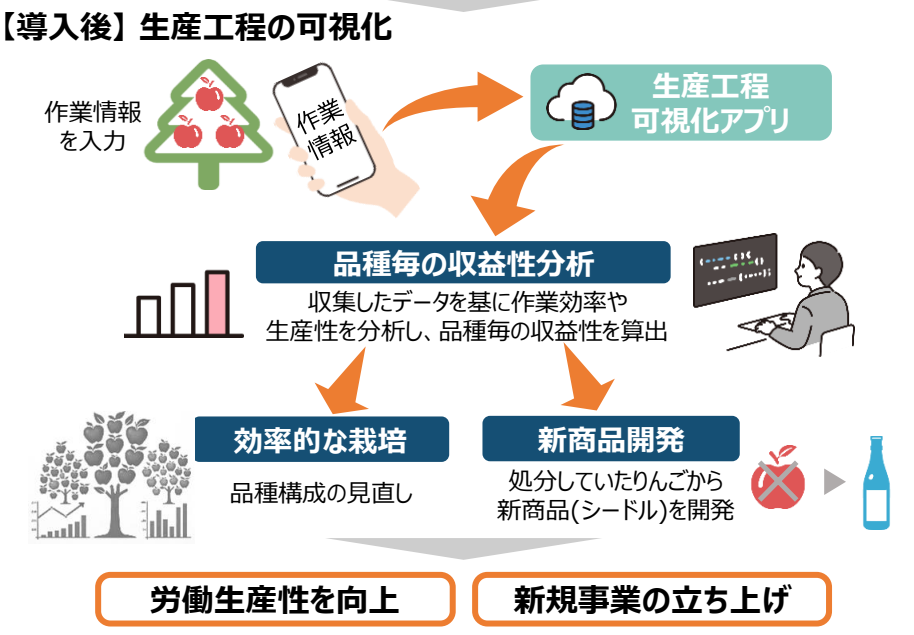 【導入後】生産工程の可視化
作業情報
を入力
作業
情報
生産工程
可視化アプリ
品種毎の収益性分析
収集したデータを基に作業効率や
生産性を分析し、品種毎の収益性を算出
効率的な栽培
品種構成の見直し
新商品開発
処分していたりんごから
新商品(シードル)を開発
労働生産性を向上
新規事業の立ち上げ